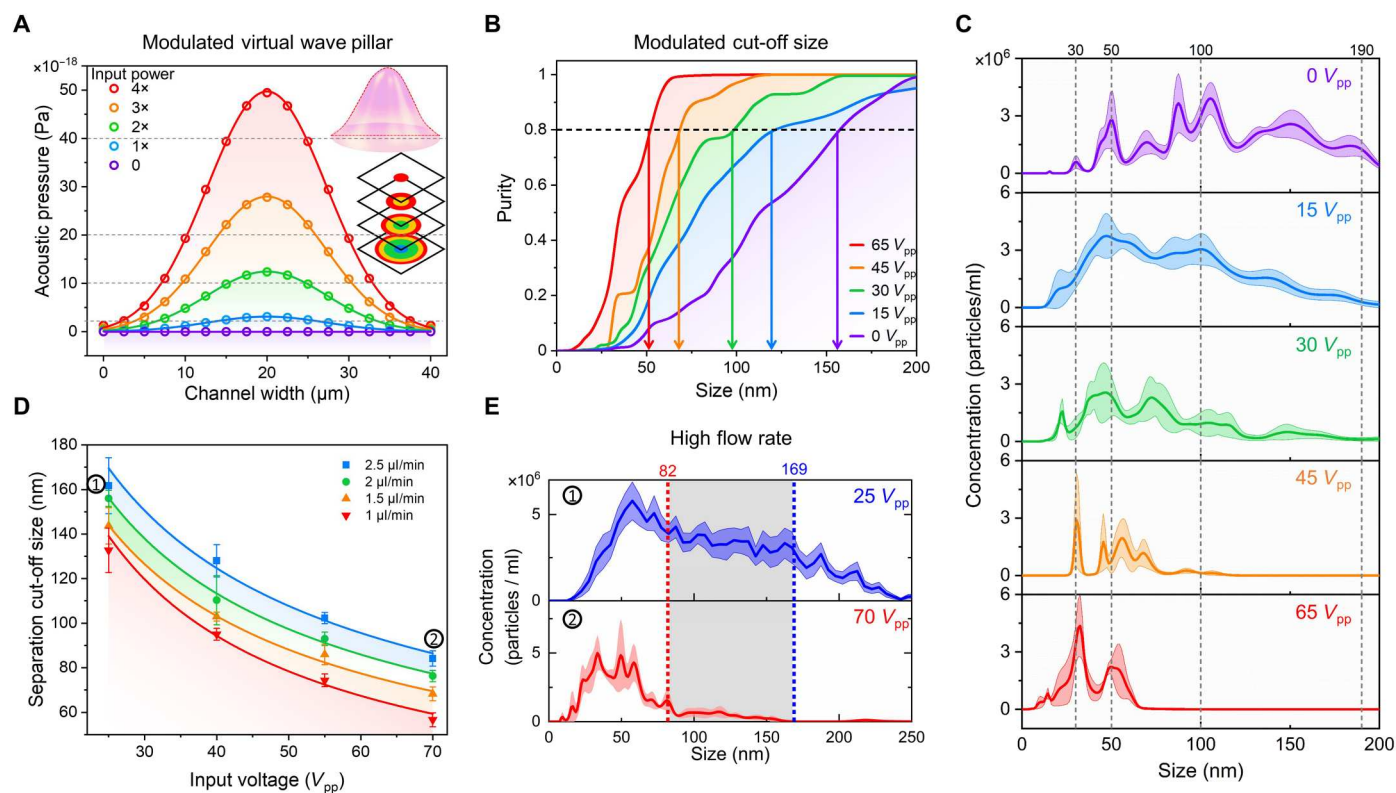 A
Modulated virtual wave pillar
×10⁻¹⁸
Input power
4×
3×
2×
1×
0
50
40
30
20
10
0
Acoustic pressure (Pa)
0 10 20 30 40
Channel width (µm)
B
Modulated cut-off size
1
0.8
0.6
0.4
0.2
0
Purity
65 Vpp
45 Vpp
30 Vpp
15 Vpp
0 Vpp
0 50 100 150 200
Size (nm)
C
×10⁶
30 50 100 190
0 Vpp
3
0
6
15 Vpp
3
0
6
30 Vpp
3
0
6
45 Vpp
3
0
6
65 Vpp
3
0
Concentration (particles/ml)
0 50 100 150 200
Size (nm)
D
180
160
140
120
100
80
60
Separation cut-off size (nm)
2.5 µl/min
2 µl/min
1.5 µl/min
1 µl/min
1
2
30 40 50 60 70
Input voltage (Vpp)
E
High flow rate
×10⁶
82 169
1
25 Vpp
5
0
2
70 Vpp
5
0
Concentration
(particles / ml)
0 50 100 150 200 250
Size (nm)